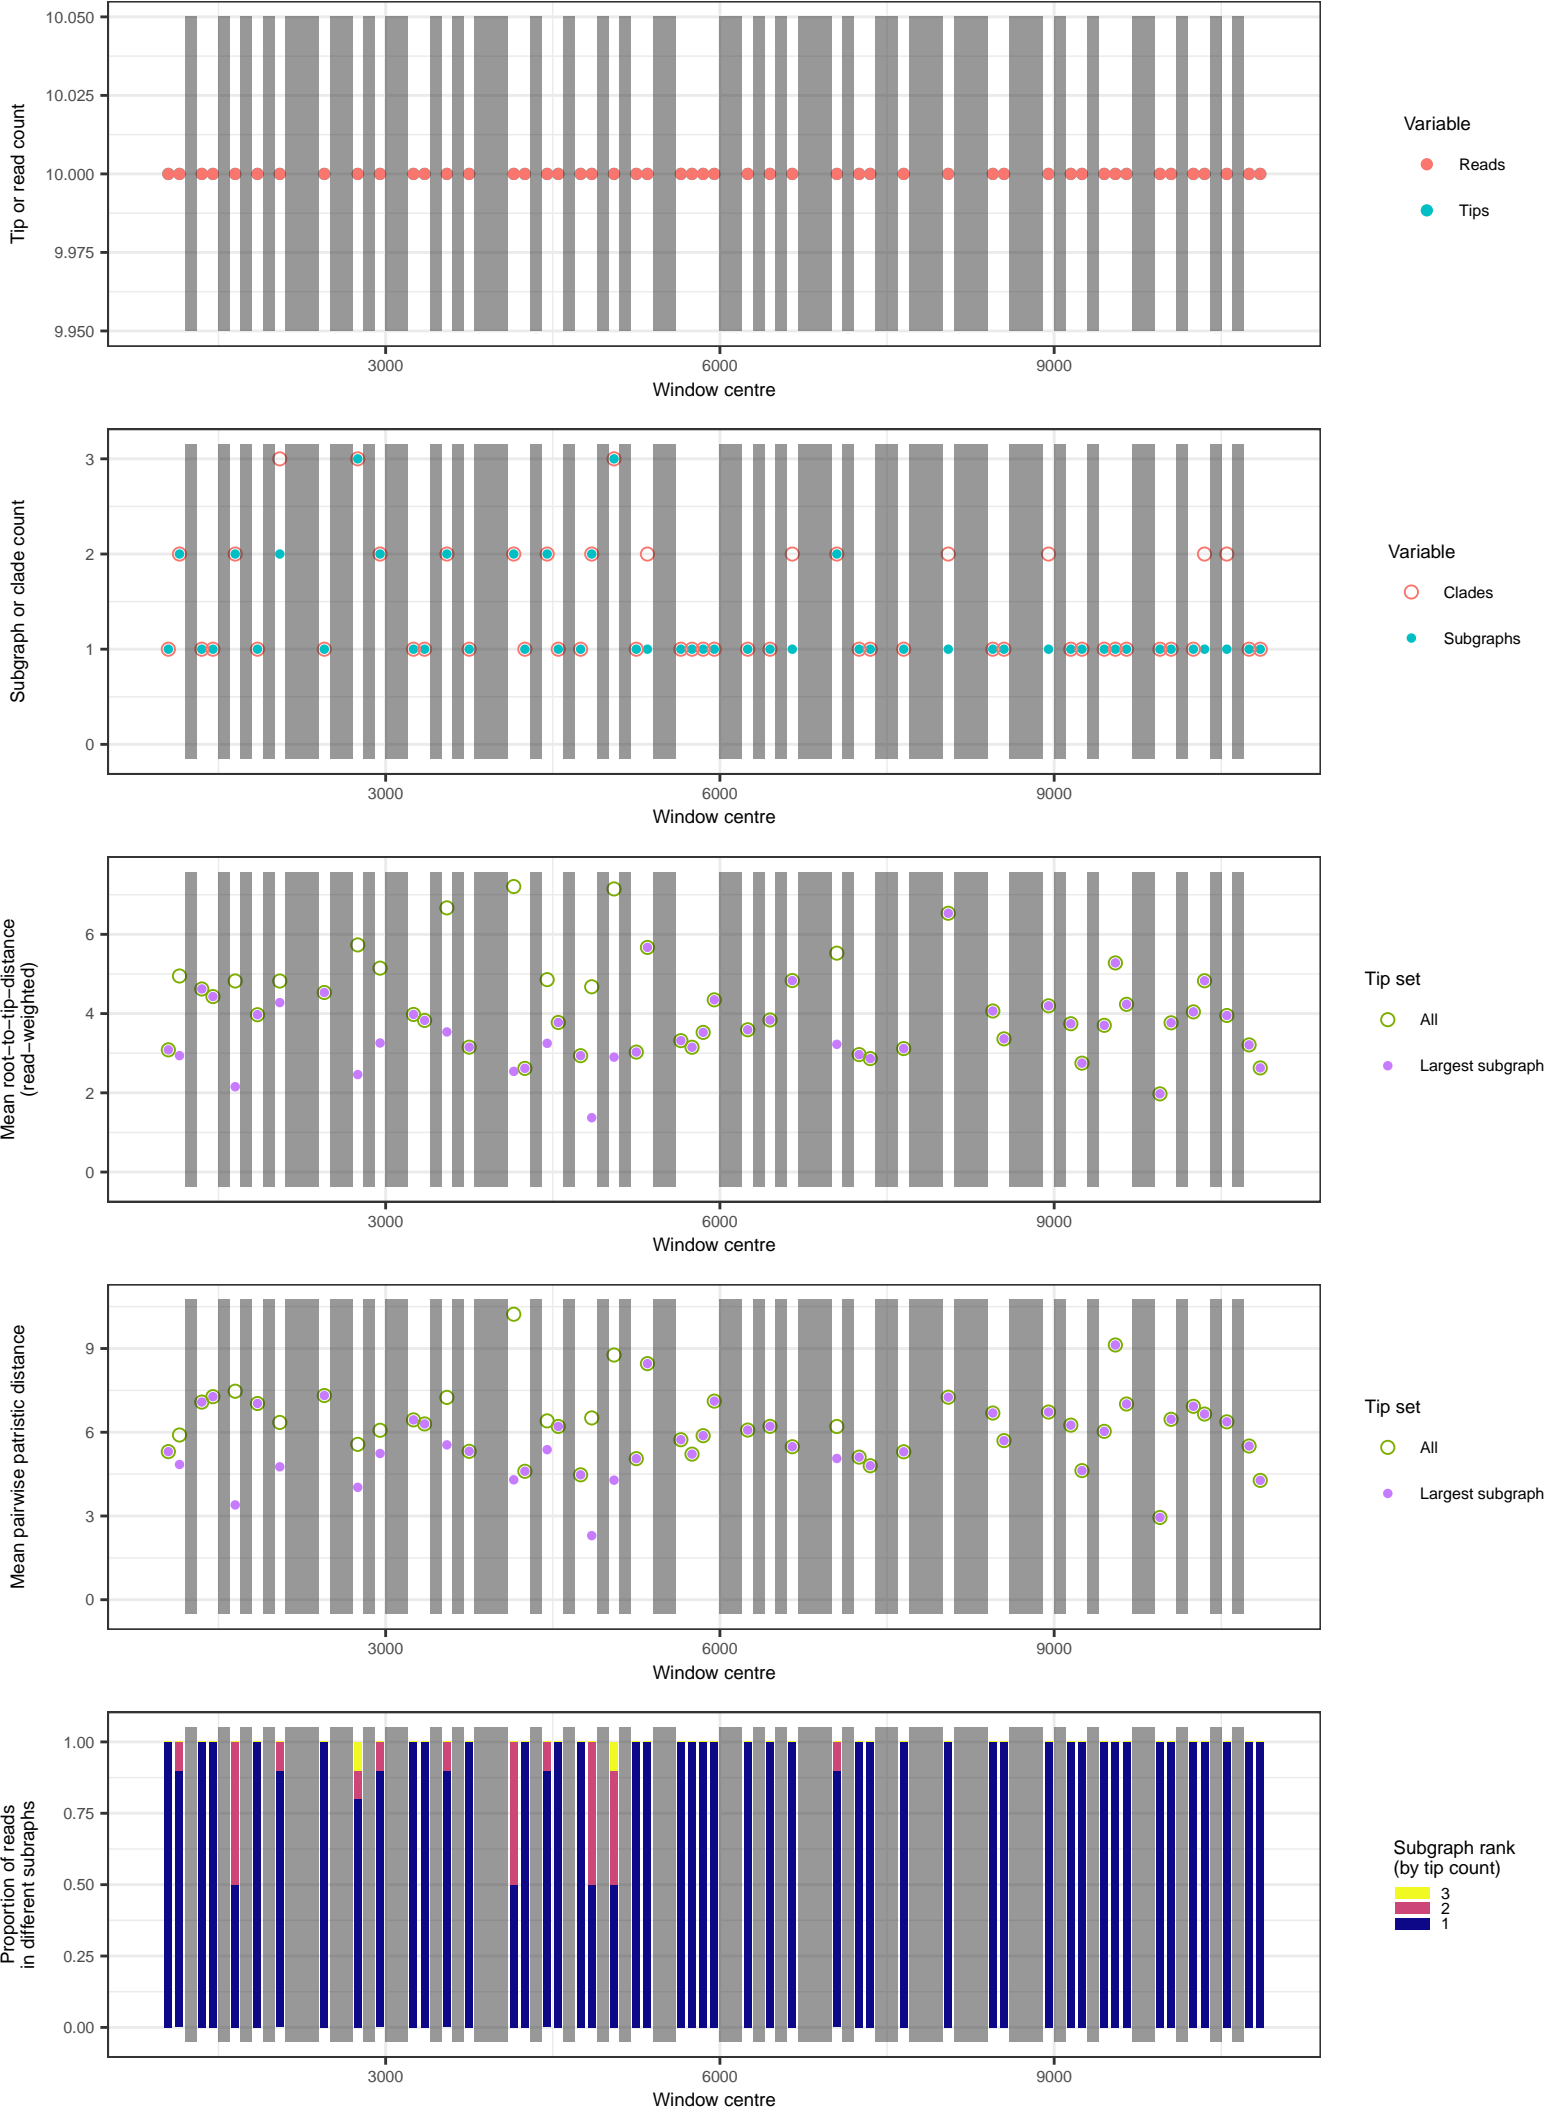 10.050
10.025
10.000
9.975
9.950
Tip or read count
3000
6000
9000
Window centre
Variable
Reads
Tips
3
2
1
0
Subgraph or clade count
3000
6000
9000
Window centre
Variable
Clades
Subgraphs
6
4
2
0
Mean root−to−tip−distance
(read−weighted)
3000
6000
9000
Window centre
Tip set
All
Largest subgraph
9
6
3
0
Mean pairwise patristic distance
3000
6000
9000
Window centre
Tip set
All
Largest subgraph
1.00
0.75
0.50
0.25
0.00
Proportion of reads
in different subraphs
3000
6000
9000
Window centre
Subgraph rank
(by tip count)
3
2
1